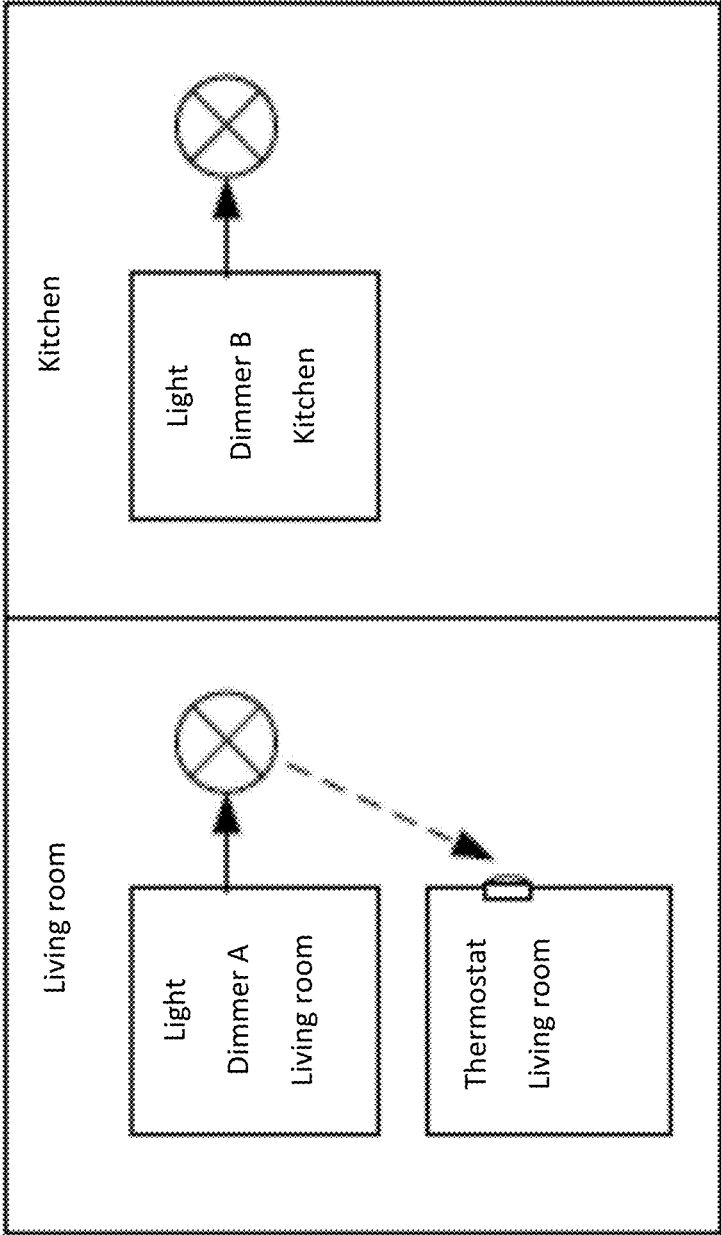 Living room
Light
Dimmer A
Living room
Thermostat
Living room
Kitchen
Light
Dimmer B
Kitchen